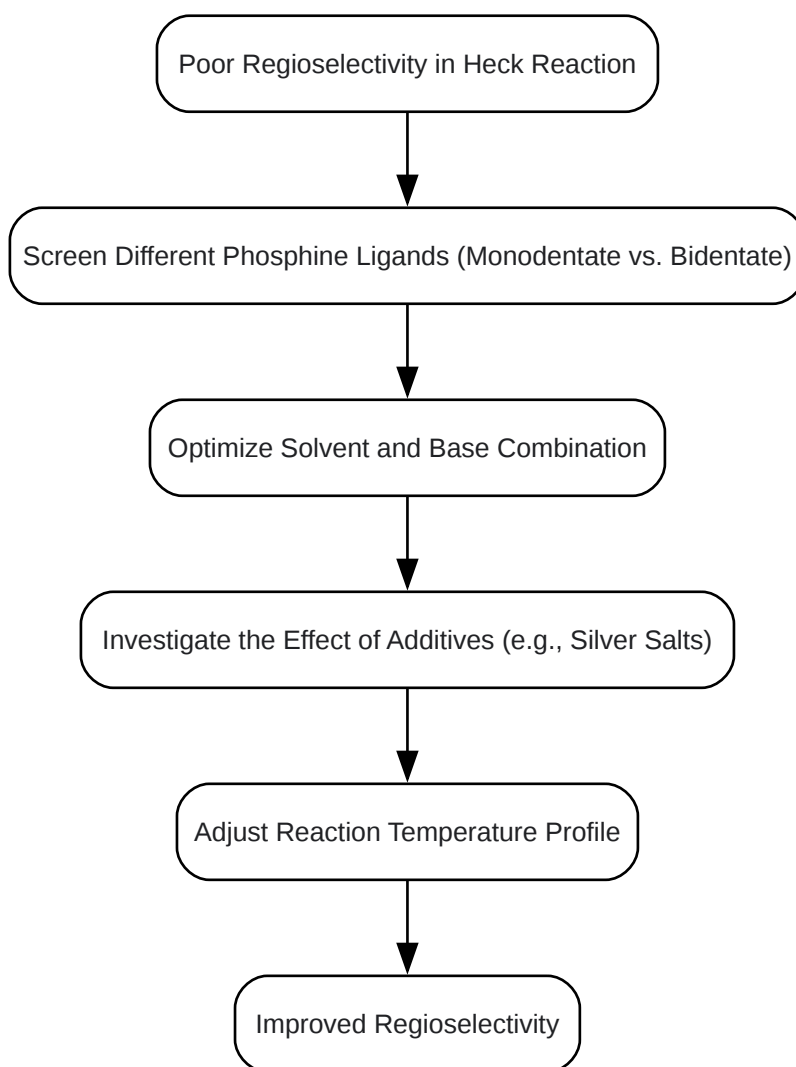 Poor Regioselectivity in Heck Reaction
Screen Different Phosphine Ligands (Monodentate vs. Bidentate)
Optimize Solvent and Base Combination
Investigate the Effect of Additives (e.g., Silver Salts)
Adjust Reaction Temperature Profile
Improved Regioselectivity